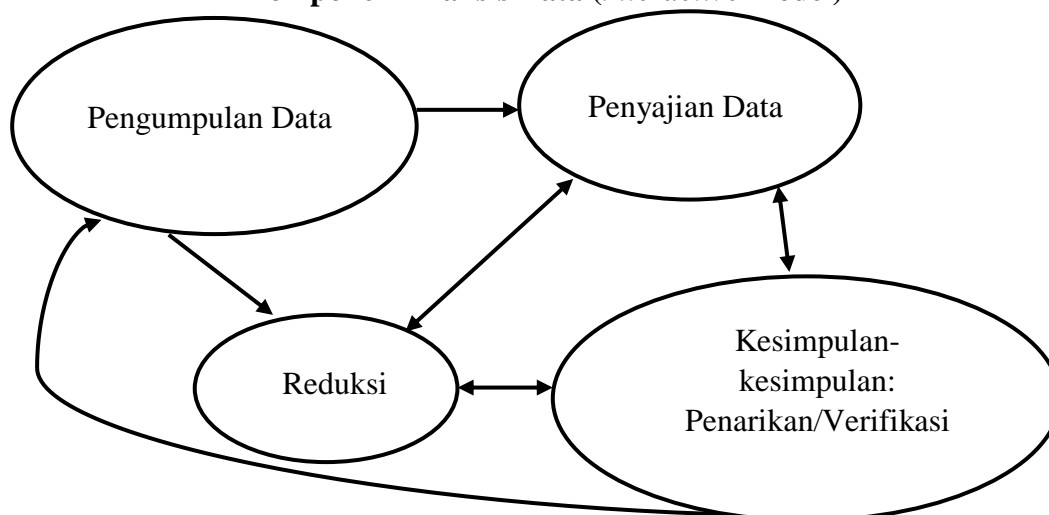 Pengumpulan Data
Penyajian Data
Reduksi
Kesimpulan-
kesimpulan:
Penarikan/Verifikasi